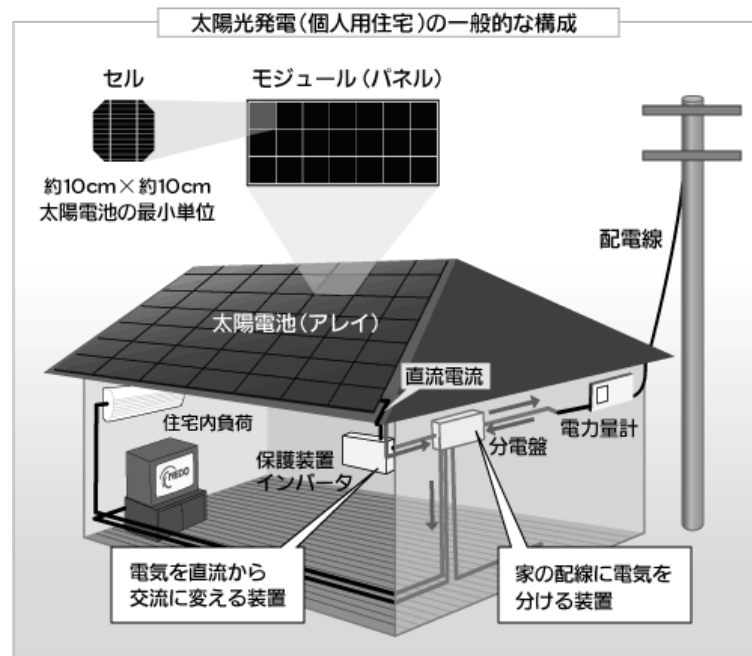 太陽光発電(個人用住宅)の一般的な構成
セル
モジュール(パネル)
約10cm×約10cm
太陽電池の最小単位
配電線
太陽電池(アレイ)
直流電流
住宅内負荷
電力量計
分電盤
保護装置
インバータ
NEDO
電気を直流から
交流に変える装置
家の配線に電気を
分ける装置